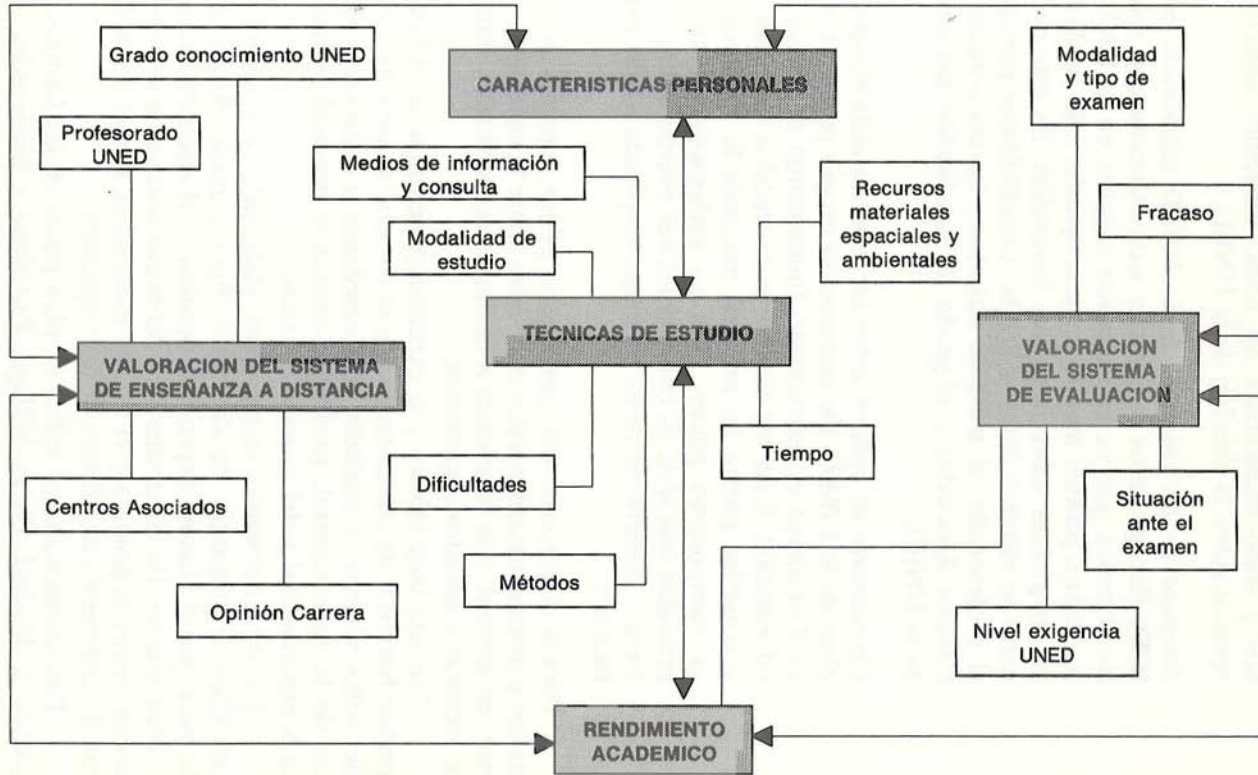 Grado conocimiento UNED
CARACTERISTICAS PERSONALES
Modalidad
y tipo de
examen
Profesorado
UNED
Medios de información
y consulta
Recursos
materiales
espaciales y
ambientales
Fracaso
Modalidad de
estudio
TECNICAS DE ESTUDIO
VALORACION DEL SISTEMA
DE ENSEÑANZA A DISTANCIA
VALORACION
DEL SISTEMA
DE EVALUACION
Centros Asociados
Dificultades
Tiempo
Situación
ante el
examen
Opinión Carrera
Métodos
Nivel exigencia
UNED
RENDIMIENTO
ACADEMICO